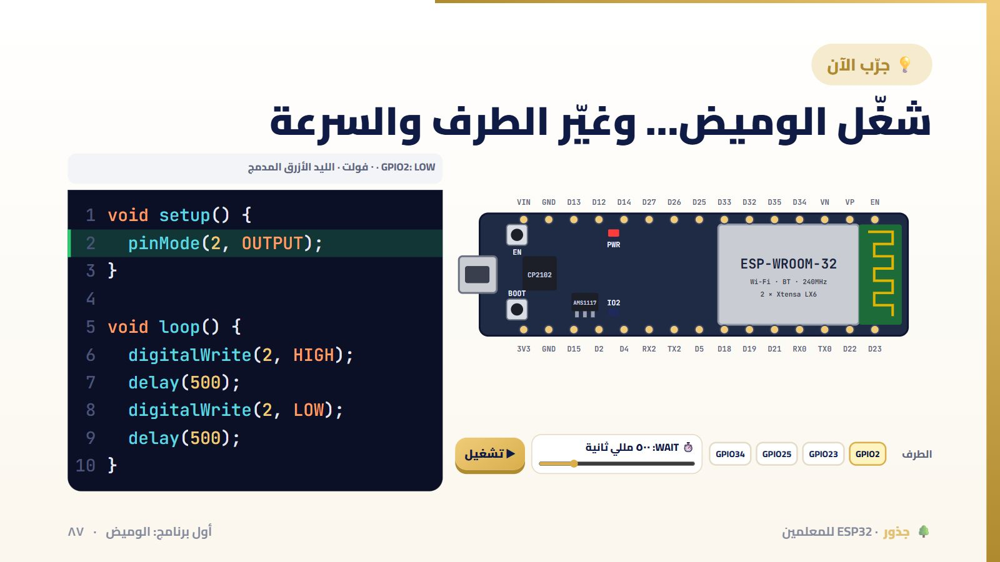 💡 جرّب الآن
شغّل الوميض... وغيّر الطرف والسرعة
GPIO2: LOW · ٠ فولت · الليد الأزرق المدمج
1 void setup() {
2   pinMode(2, OUTPUT);
3 }
4
5 void loop() {
6   digitalWrite(2, HIGH);
7   delay(500);
8   digitalWrite(2, LOW);
9   delay(500);
10 }
VIN GND D13 D12 D14 D27 D26 D25 D33 D32 D35 D34 VN VP EN
EN
PWR
CP2102
BOOT
AMS1117
IO2
ESP-WROOM-32
Wi-Fi · BT · 240MHz
2 × Xtensa LX6
3V3 GND D15 D2 D4 RX2 TX2 D5 D18 D19 D21 RX0 TX0 D22 D23
الطرف
GPIO2 GPIO23 GPIO25 GPIO34
⏱ WAIT: ٥٠٠ مللي ثانية
▶ تشغيل
🌳 جذور · ESP32 للمعلمين
أول برنامج: الوميض · ٨٧